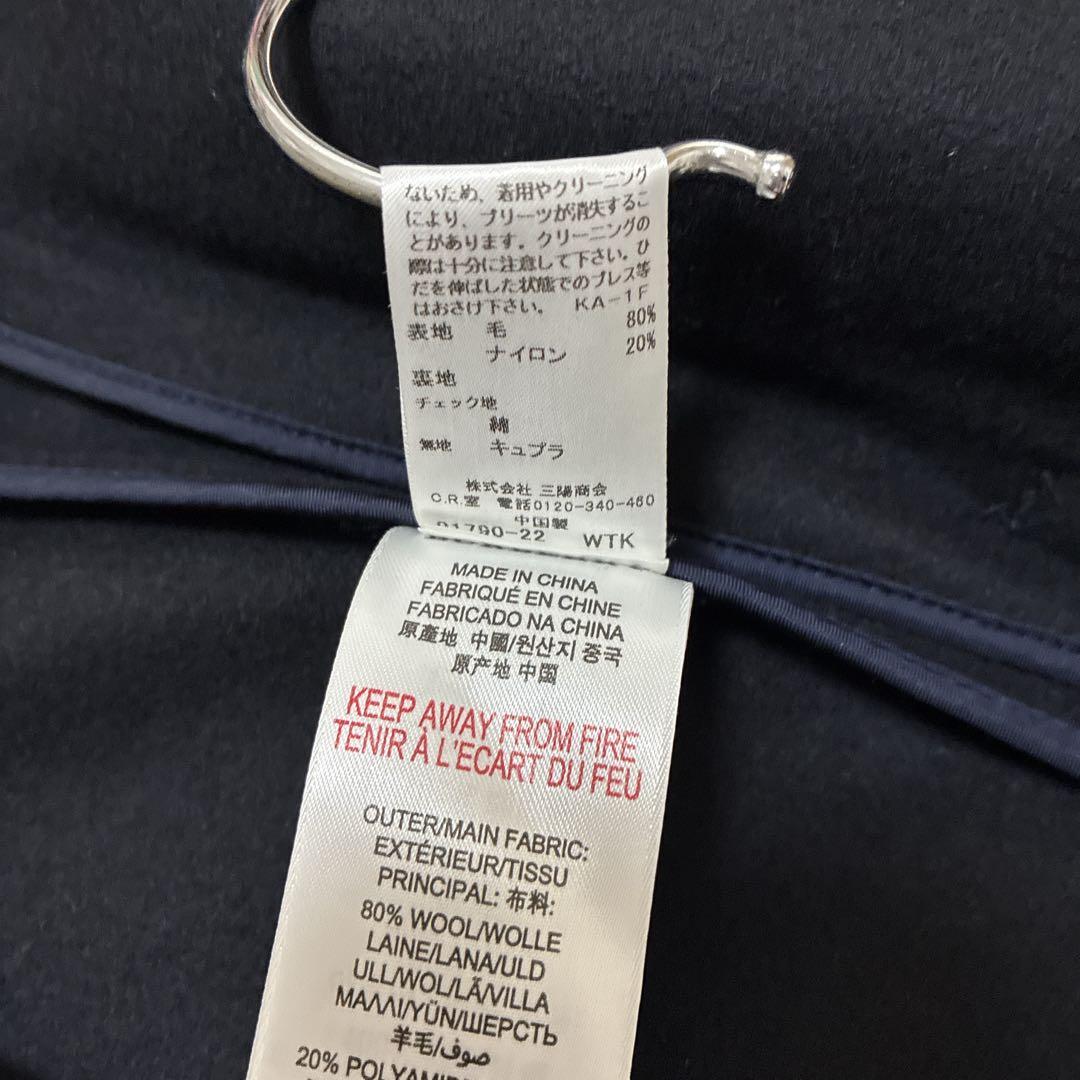 ないため、着用やクリーニング
により、プリーツが消失するこ
とがあります。クリーニングの
際は十分に注意して下さい。ひ
だを伸ばした状態でのプレス等
はおさけ下さい。 KA-1F
表地 毛 80%
ナイロン 20%
裏地
チェック地
綿
無地 キュプラ
株式会社 三陽商会
C.R.室 電話0120-340-460
中国製
01790-22 WTK
MADE IN CHINA
FABRIQUÉ EN CHINE
FABRICADO NA CHINA
原產地 中國/원산지 중국
原产地 中国
KEEP AWAY FROM FIRE
TENIR À L'ECART DU FEU
OUTER/MAIN FABRIC:
EXTÉRIEUR/TISSU
PRINCIPAL: 布料:
80% WOOL/WOLLE
LAINE/LANA/ULD
ULL/WOL/LÃ/VILLA
ΜΑΛΛΙ/YÜN/ШЕРСТЬ
羊毛/صوف
20%